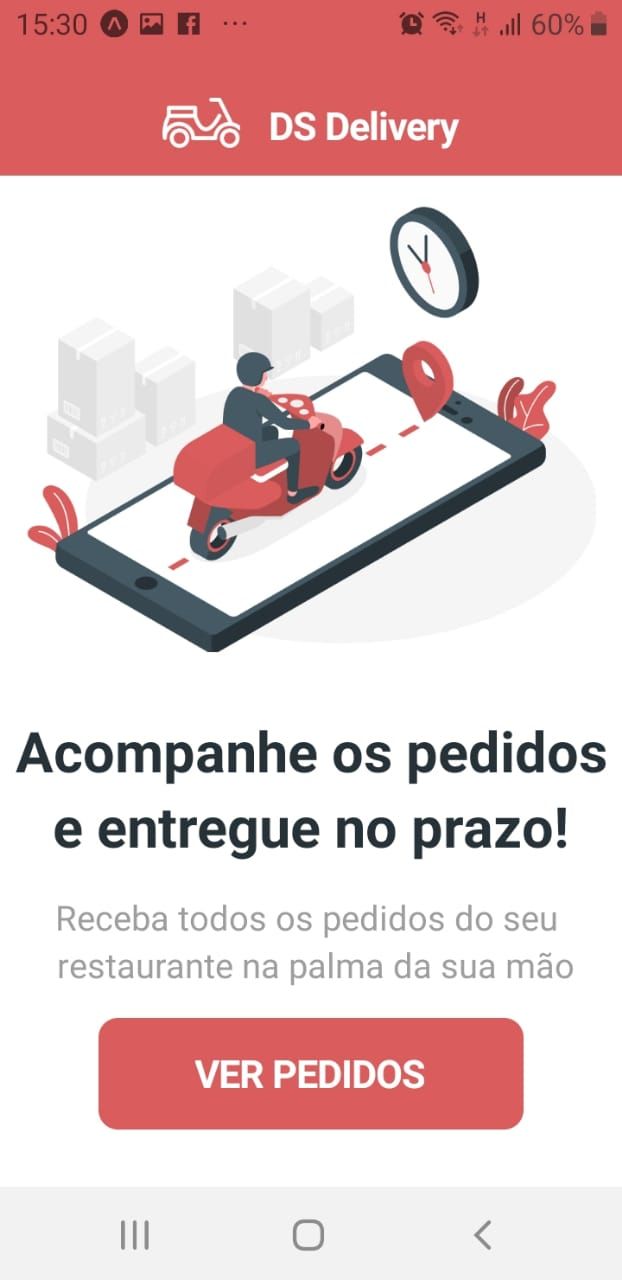 15:30 ... H 60%
DS Delivery
Acompanhe os pedidos
e entregue no prazo!
Receba todos os pedidos do seu
restaurante na palma da sua mão
VER PEDIDOS